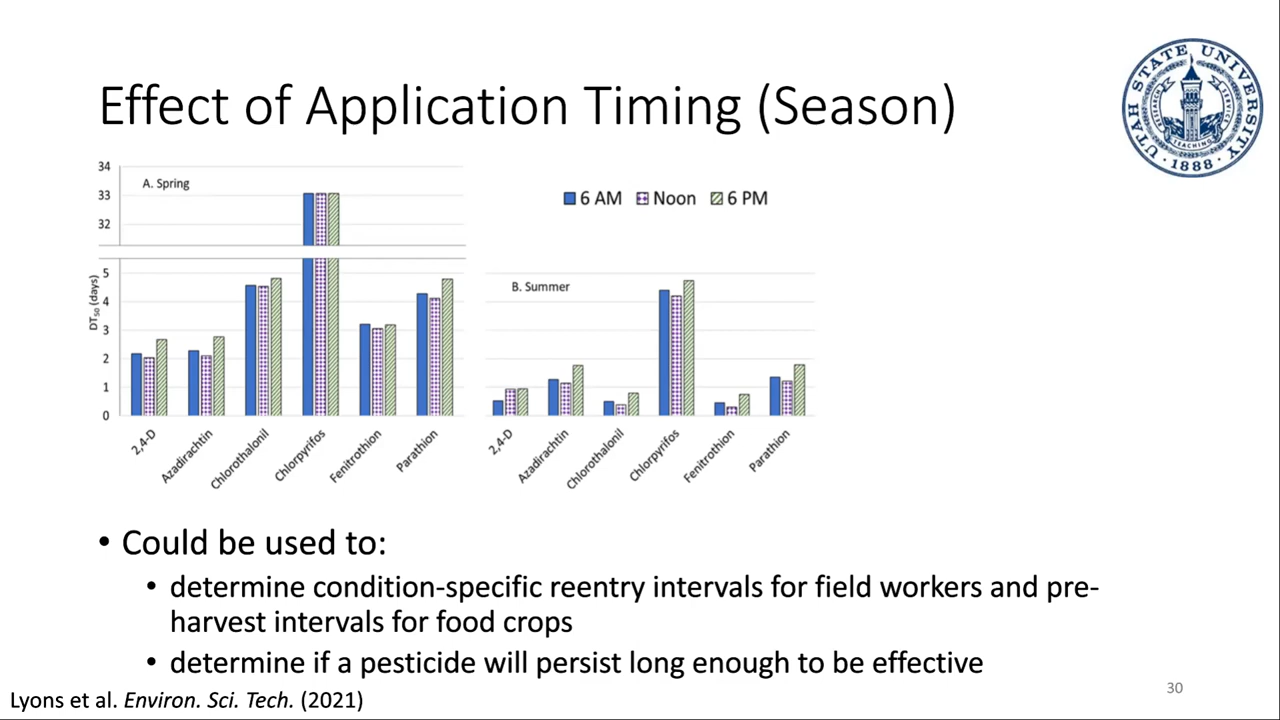 Effect of Application Timing (Season)
UTAH STATE UNIVERSITY
RESEARCH
SERVICE
TEACHING
· 1888 ·
34
33
32
A. Spring
6 AM Noon 6 PM
5
4
3
2
1
0
DT50 (days)
B. Summer
2,4-D Azadirachtin Chlorothalonil Chlorpyrifos Fenitrothion Parathion
2,4-D Azadirachtin Chlorothalonil Chlorpyrifos Fenitrothion Parathion
• Could be used to:
• determine condition-specific reentry intervals for field workers and pre-
harvest intervals for food crops
• determine if a pesticide will persist long enough to be effective
Lyons et al. Environ. Sci. Tech. (2021)
30